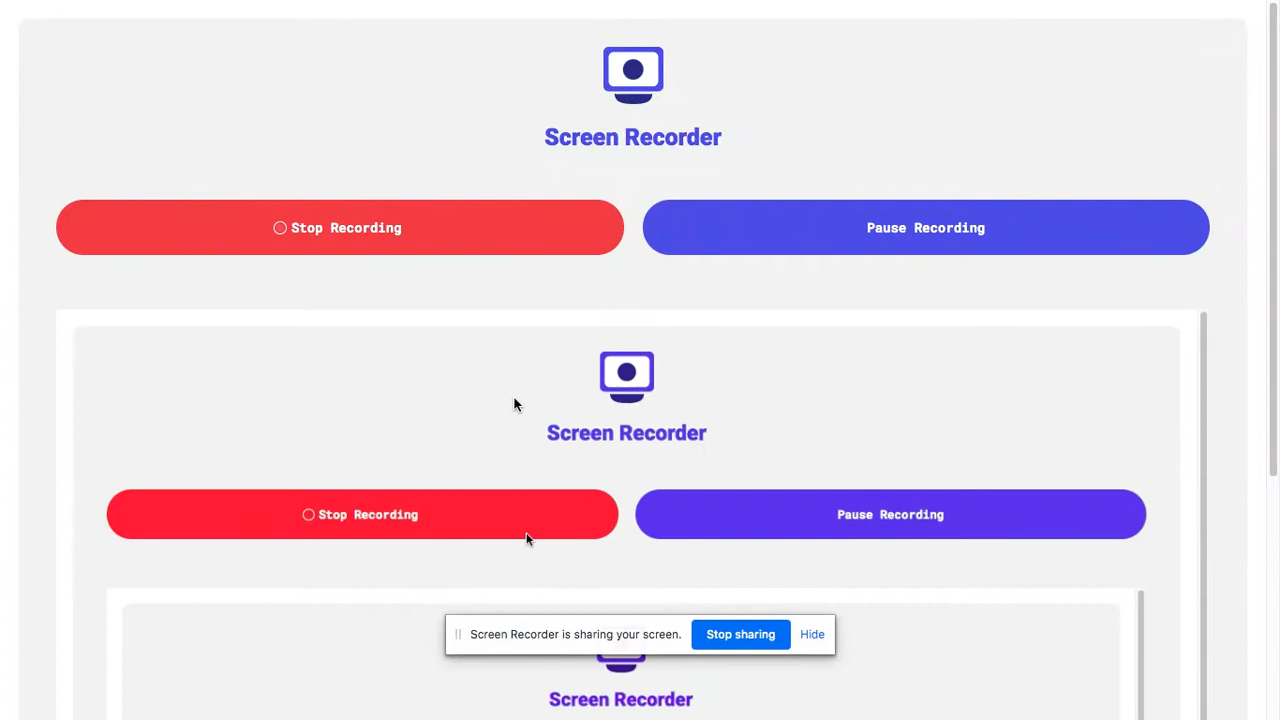 Screen Recorder
Stop Recording
Pause Recording
Screen Recorder
Stop Recording
Pause Recording
Screen Recorder is sharing your screen. Stop sharing Hide
Screen Recorder